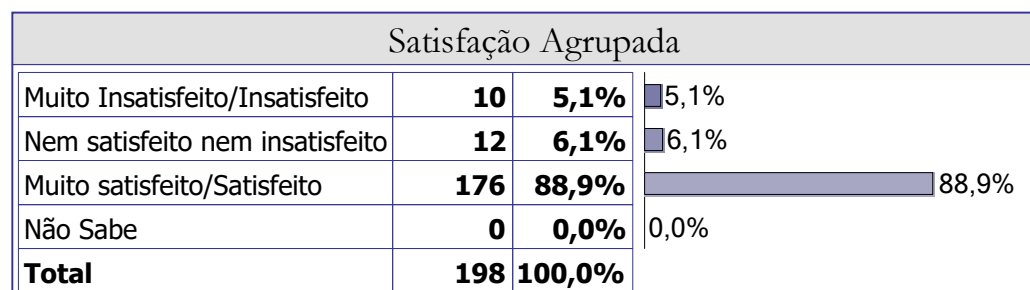 Satisfação Agrupada
Muito Insatisfeito/Insatisfeito 10 5,1% 5,1%
Nem satisfeito nem insatisfeito 12 6,1% 6,1%
Muito satisfeito/Satisfeito 176 88,9% 88,9%
Não Sabe 0 0,0% 0,0%
Total 198 100,0%